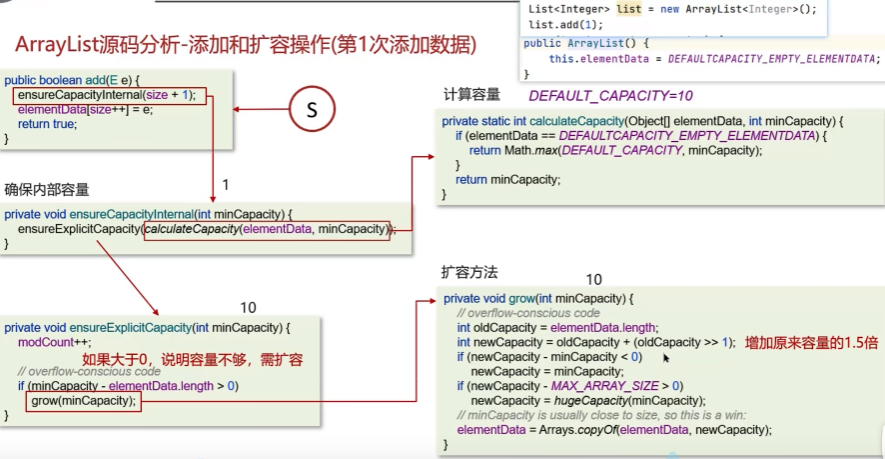 List<Integer> list = new ArrayList<Integer>();
list.add(1);
public ArrayList() {
this.elementData = DEFAULTCAPACITY_EMPTY_ELEMENTDATA;
}
ArrayList源码分析-添加和扩容操作(第1次添加数据)
public boolean add(E e) {
ensureCapacityInternal(size + 1);
elementData[size++] = e;
return true;
}
S
计算容量 DEFAULT_CAPACITY=10
private static int calculateCapacity(Object[] elementData, int minCapacity) {
if (elementData == DEFAULTCAPACITY_EMPTY_ELEMENTDATA) {
return Math.max(DEFAULT_CAPACITY, minCapacity);
}
return minCapacity;
}
确保内部容量
1
private void ensureCapacityInternal(int minCapacity) {
ensureExplicitCapacity(calculateCapacity(elementData, minCapacity));
}
10
private void ensureExplicitCapacity(int minCapacity) {
modCount++;
如果大于0，说明容量不够，需扩容
// overflow-conscious code
if (minCapacity - elementData.length > 0)
grow(minCapacity);
}
扩容方法
10
private void grow(int minCapacity) {
// overflow-conscious code
int oldCapacity = elementData.length;
int newCapacity = oldCapacity + (oldCapacity >> 1); 增加原来容量的1.5倍
if (newCapacity - minCapacity < 0)
newCapacity = minCapacity;
if (newCapacity - MAX_ARRAY_SIZE > 0)
newCapacity = hugeCapacity(minCapacity);
// minCapacity is usually close to size, so this is a win:
elementData = Arrays.copyOf(elementData, newCapacity);
}